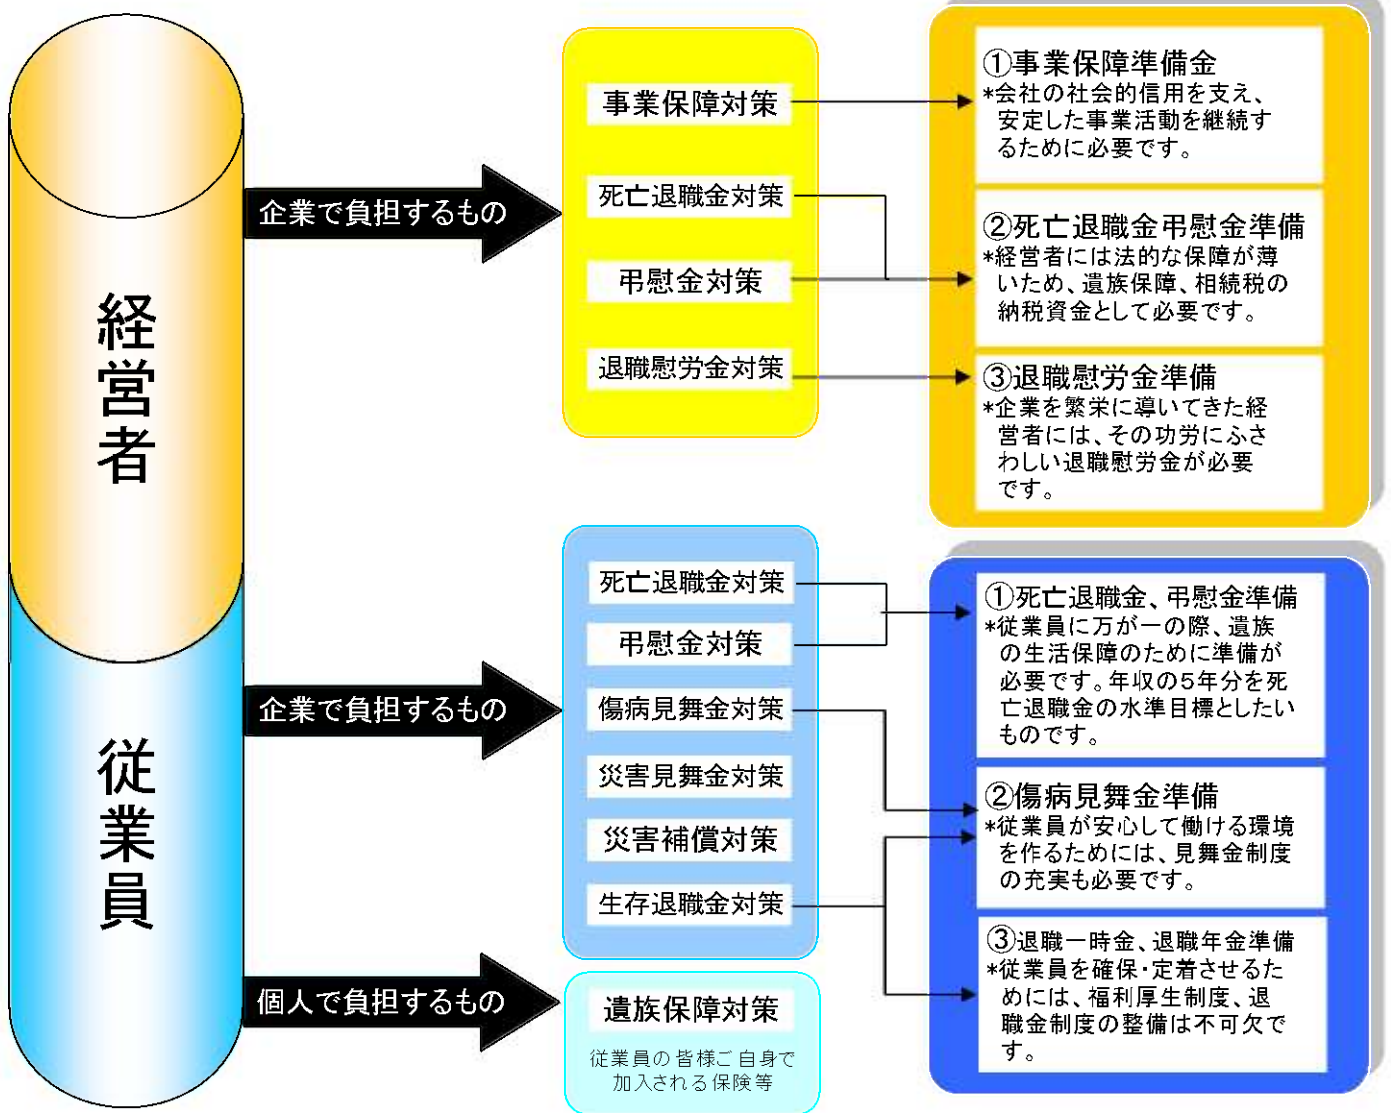 経営者
企業で負担するもの
事業保障対策
死亡退職金対策
弔慰金対策
退職慰労金対策
①事業保障準備金
*会社の社会的信用を支え、
安定した事業活動を継続す
るために必要です。
②死亡退職金弔慰金準備
*経営者には法的な保障が薄
いため、遺族保障、相続税の
納税資金として必要です。
③退職慰労金準備
*企業を繁栄に導いてきた経
営者には、その功労にふさ
わしい退職慰労金が必要
です。
従業員
企業で負担するもの
死亡退職金対策
弔慰金対策
傷病見舞金対策
災害見舞金対策
災害補償対策
生存退職金対策
①死亡退職金、弔慰金準備
*従業員に万が一の際、遺族
の生活保障のために準備が
必要です。年収の5年分を死
亡退職金の水準目標としたい
ものです。
②傷病見舞金準備
*従業員が安心して働ける環境
を作るためには、見舞金制度
の充実も必要です。
③退職一時金、退職年金準備
*従業員を確保・定着させるた
めには、福利厚生制度、退
職金制度の整備は不可欠で
す。
個人で負担するもの
遺族保障対策
従業員の皆様ご自身で
加入される保険等